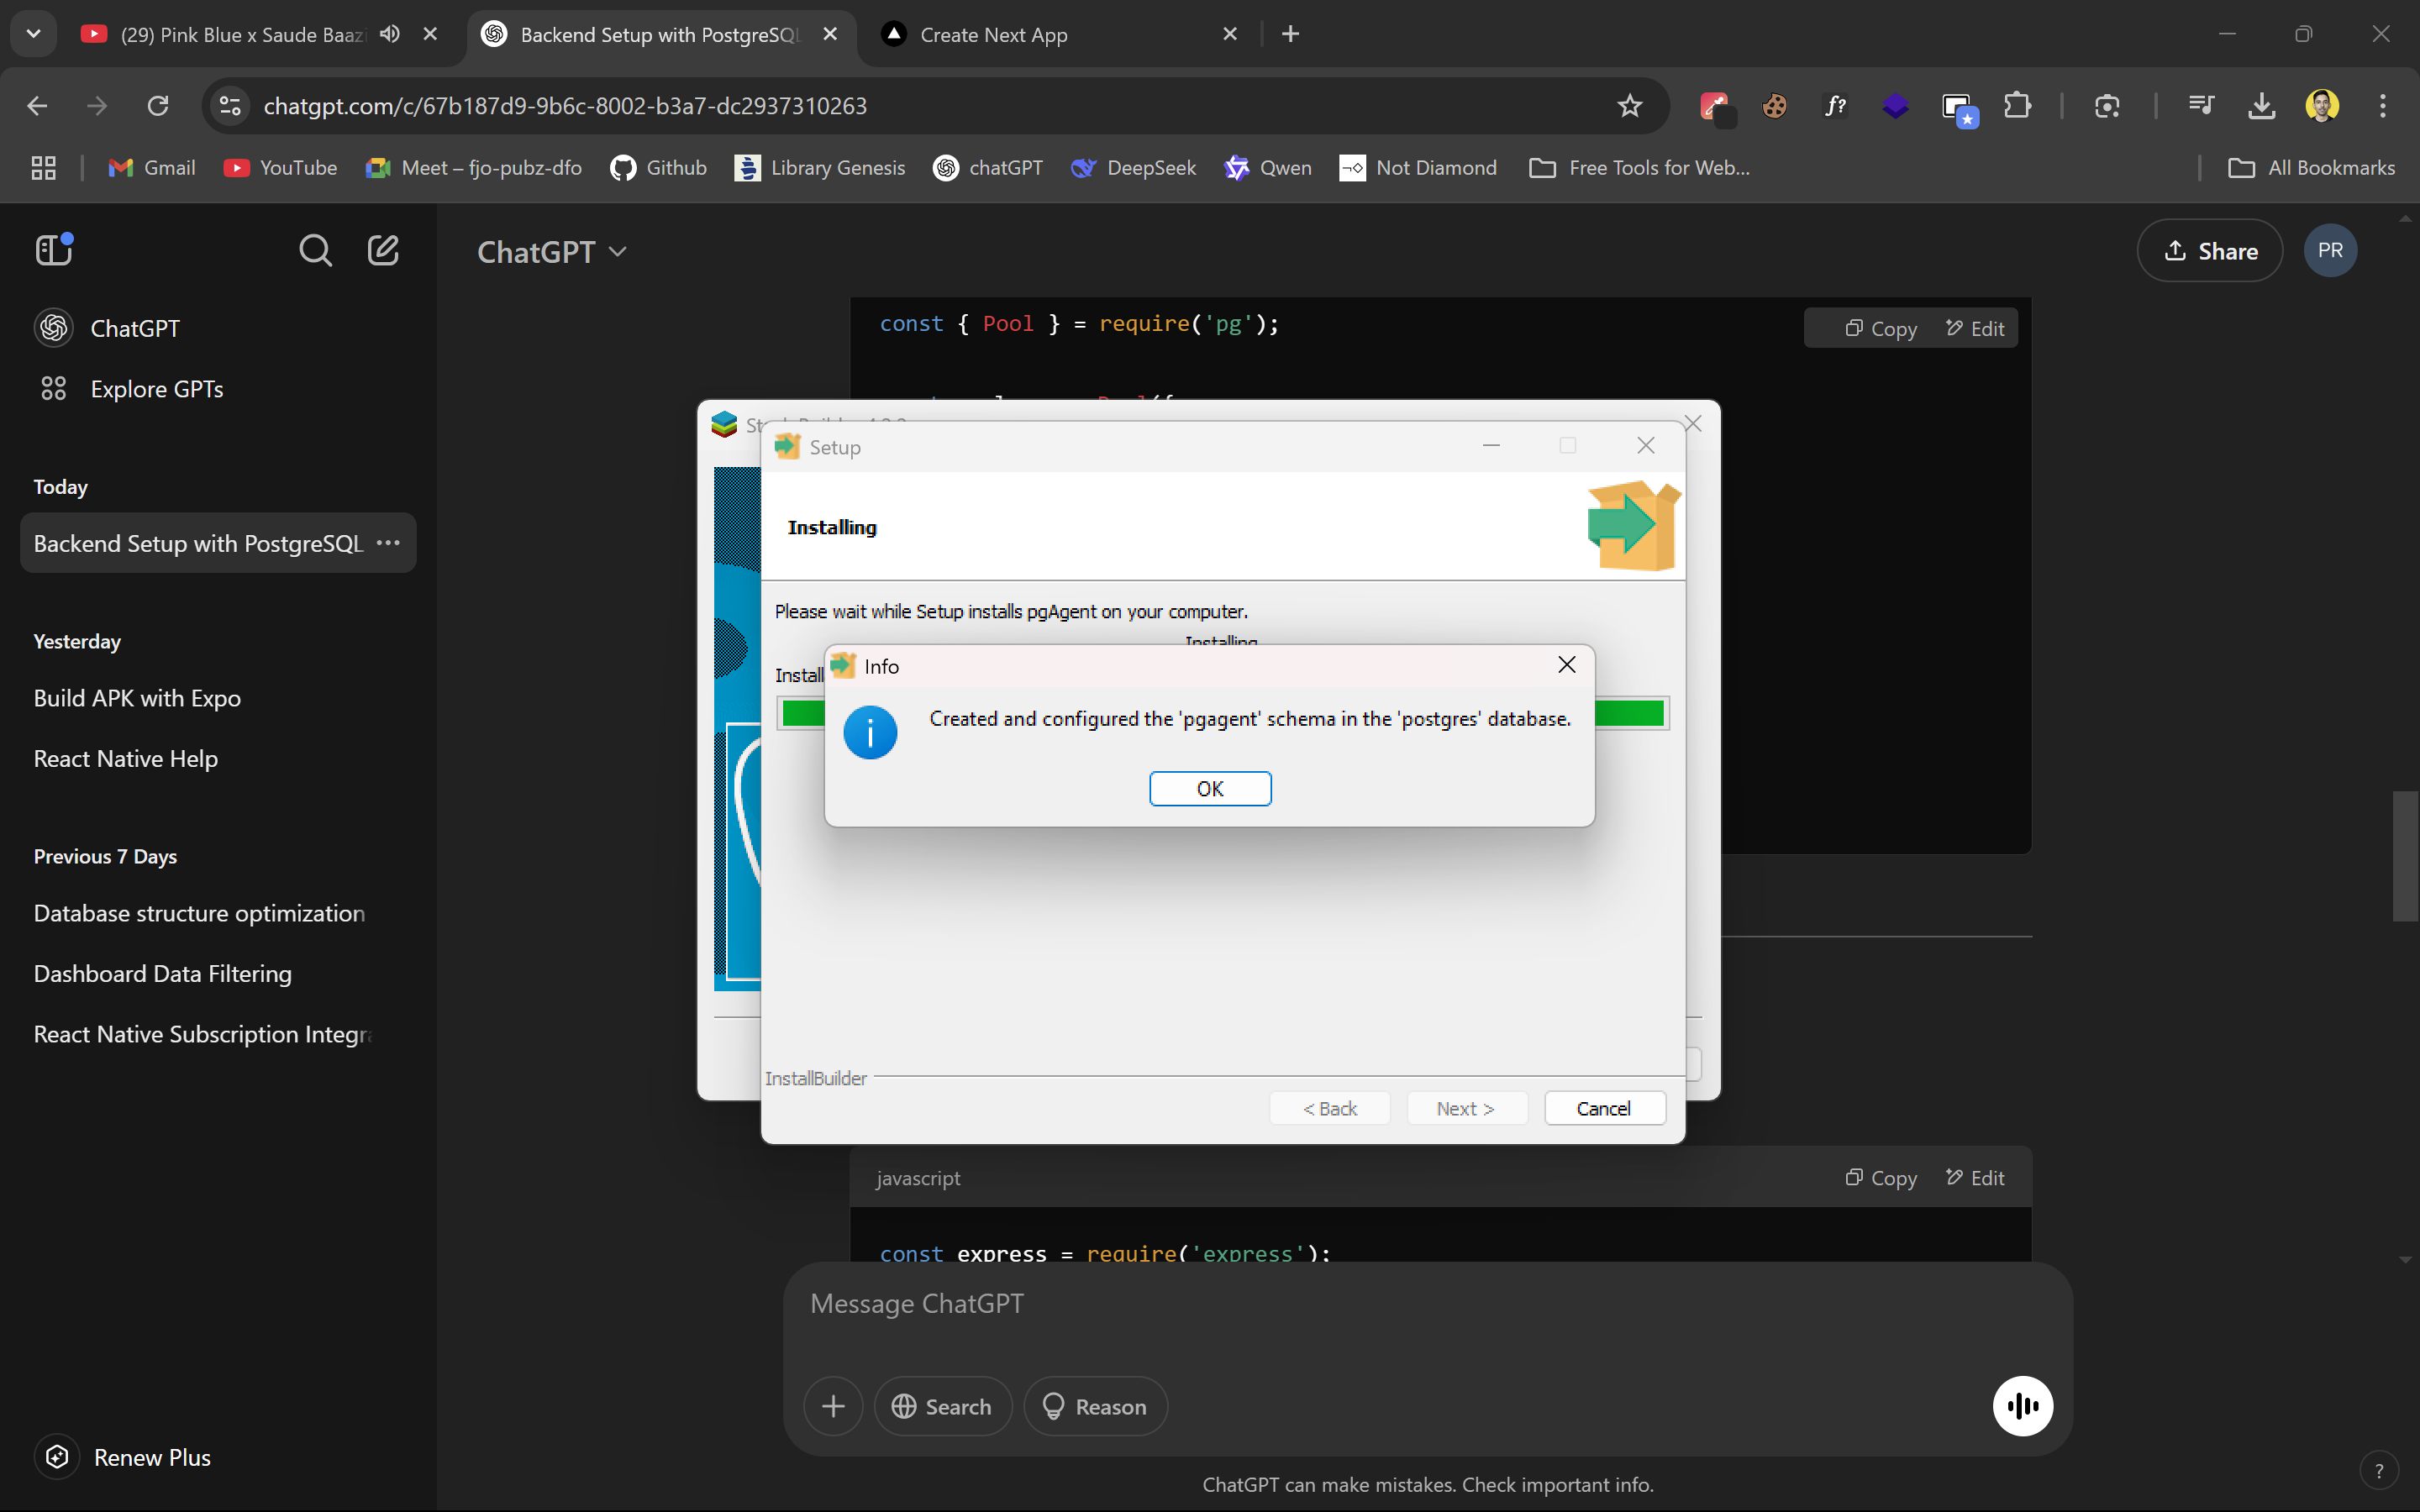 (29) Pink Blue x Saude Baazi
Backend Setup with PostgreSQL
Create Next App
chatgpt.com/c/67b187d9-9b6c-8002-b3a7-dc2937310263
f?
Gmail
YouTube
Meet – fjo-pubz-dfo
Github
Library Genesis
chatGPT
DeepSeek
Qwen
Not Diamond
Free Tools for Web...
All Bookmarks
ChatGPT
Share
PR
ChatGPT
Explore GPTs
Today
Backend Setup with PostgreSQL
Yesterday
Build APK with Expo
React Native Help
Previous 7 Days
Database structure optimization
Dashboard Data Filtering
React Native Subscription Integra
Renew Plus
const { Pool } = require('pg');
Copy
Edit
Setup
Installing
Please wait while Setup installs pgAgent on your computer.
Installing
Install
Info
Created and configured the 'pgagent' schema in the 'postgres' database.
OK
InstallBuilder
< Back
Next >
Cancel
javascript
Copy
Edit
const express = require('express');
Message ChatGPT
Search
Reason
ChatGPT can make mistakes. Check important info.
?